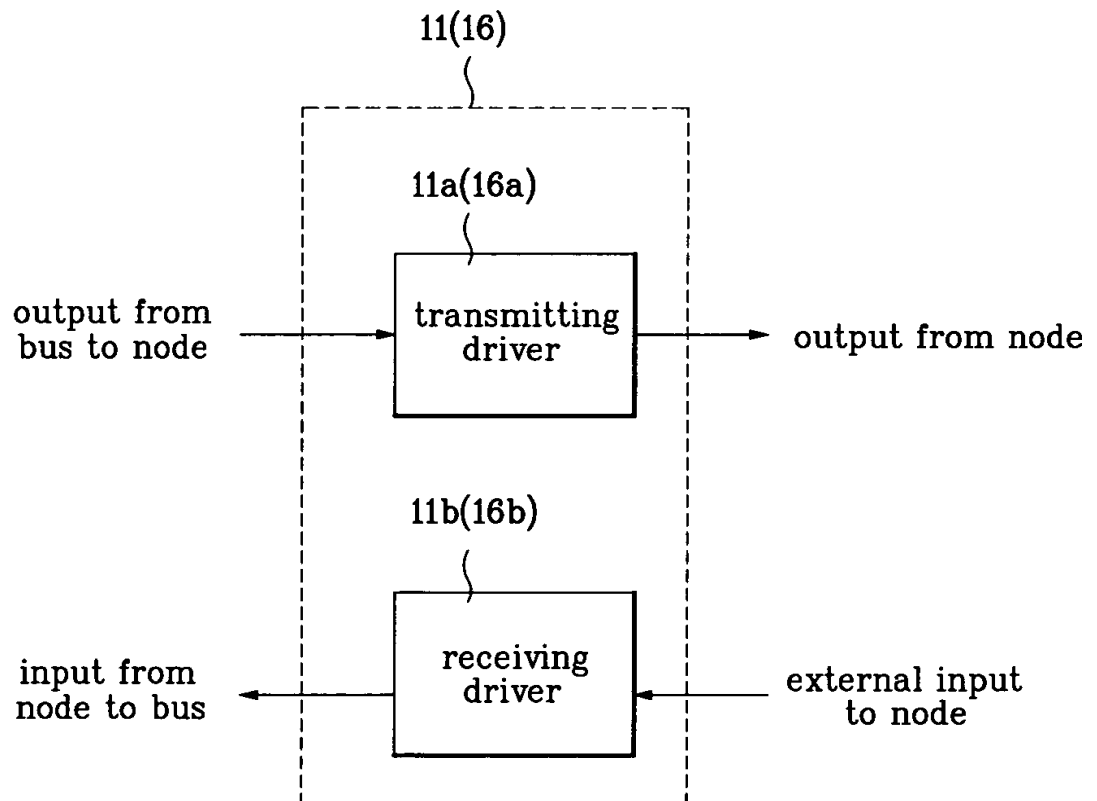 11(16)
11a(16a)
output from
bus to node
transmitting
driver
output from node
11b(16b)
input from
node to bus
receiving
driver
external input
to node